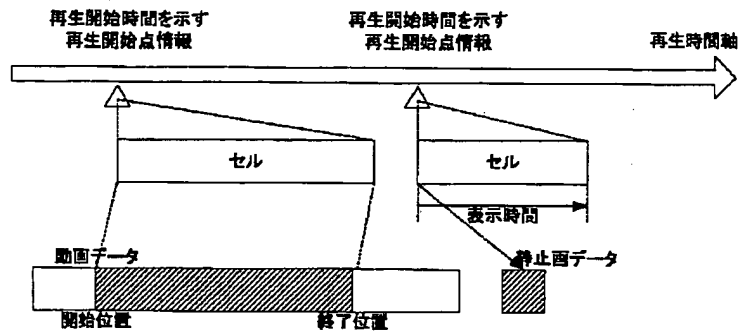 再生開始時間を示す
再生開始点情報
再生開始時間を示す
再生開始点情報
再生時間軸
セル
セル
表示時間
動画データ
静止画データ
開始位置
終了位置